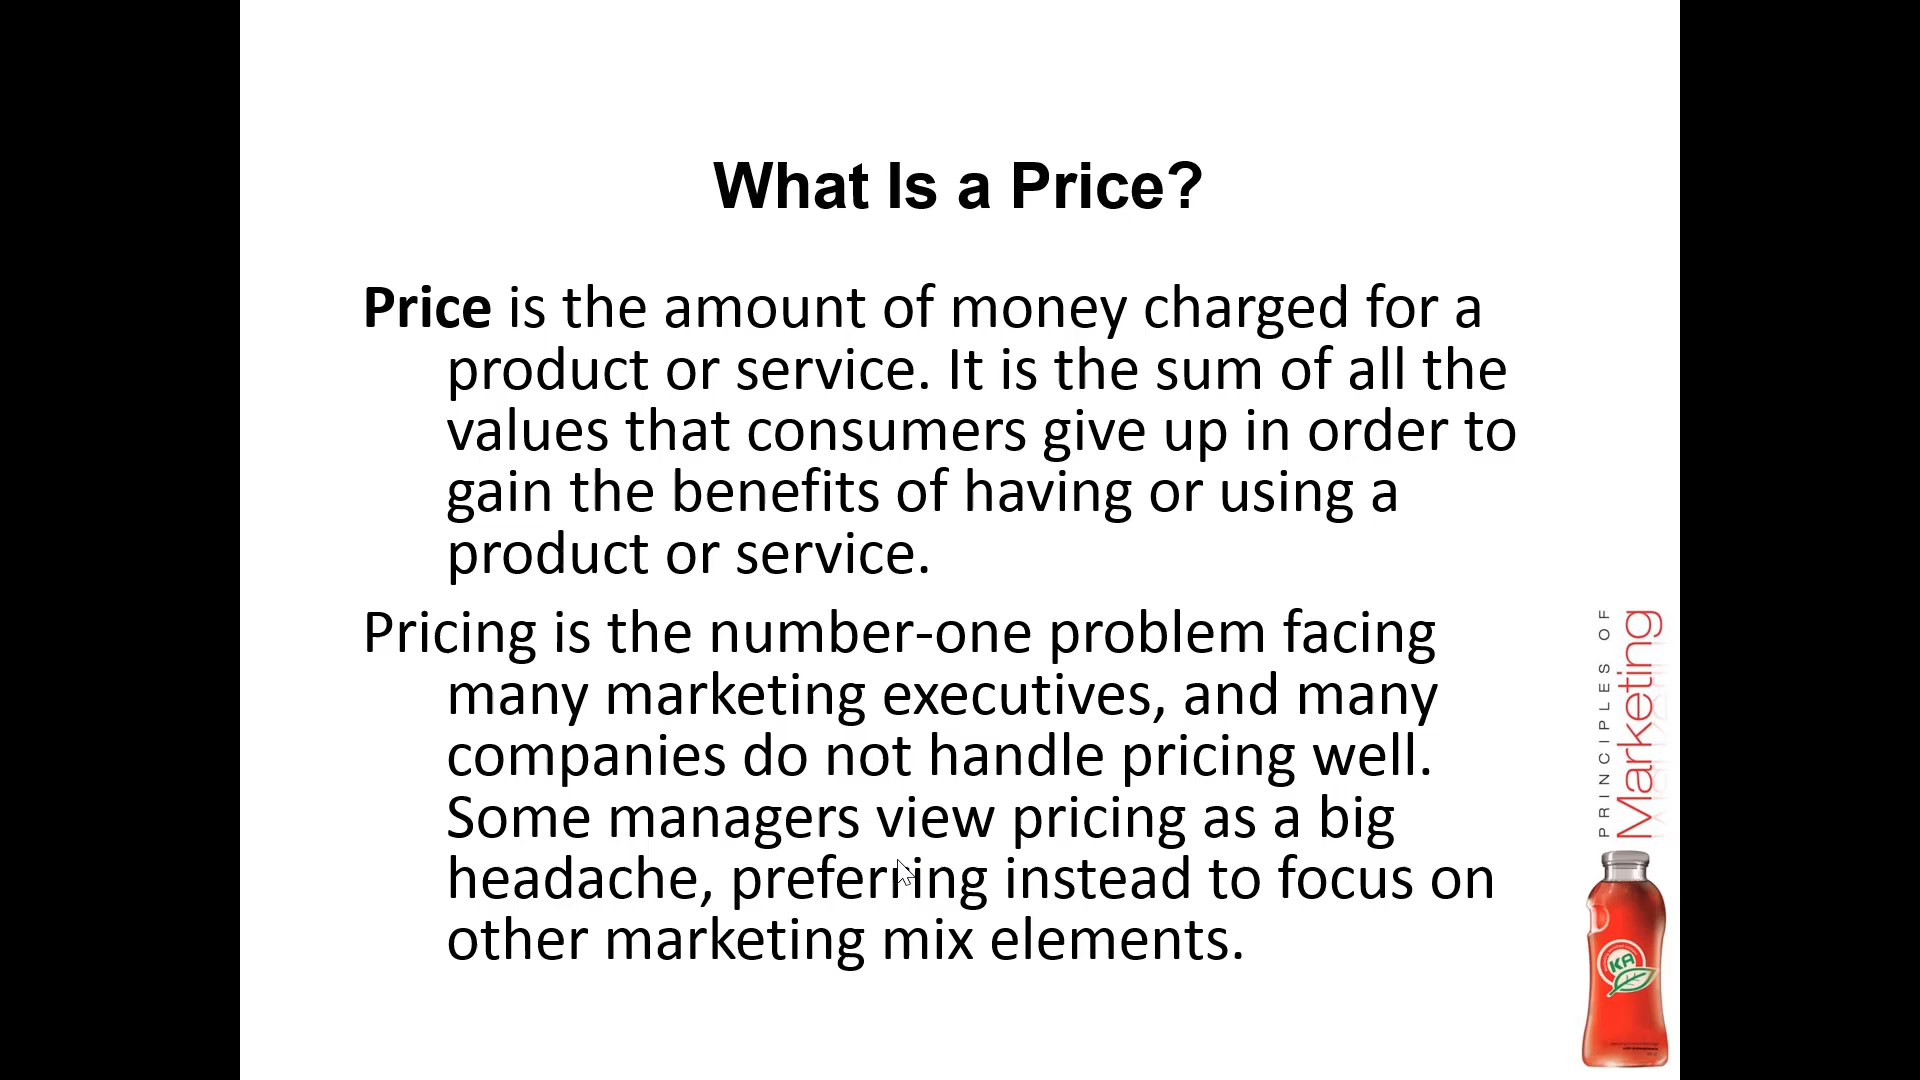 What Is a Price?
Price is the amount of money charged for a
product or service. It is the sum of all the
values that consumers give up in order to
gain the benefits of having or using a
product or service.
Pricing is the number-one problem facing
many marketing executives, and many
companies do not handle pricing well.
Some managers view pricing as a big
headache, preferring instead to focus on
other marketing mix elements.
PRINCIPLES OF
Marketing
KA